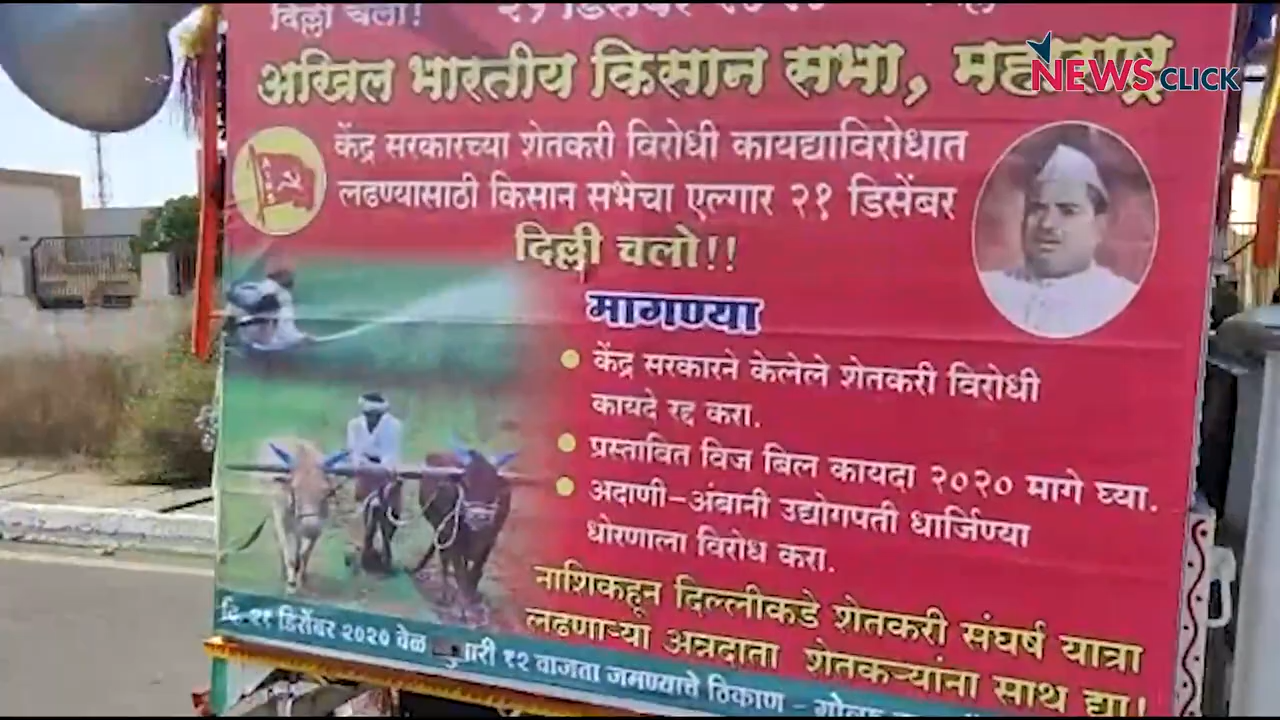 दिल्ली चलो!
अखिल भारतीय किसान सभा,
NEWSCLICK
केंद्र सरकारच्या शेतकरी विरोधी कायद्याविरोधात
लढण्यासाठी किसान सभेचा एल्गार २१ डिसेंबर
दिल्ली चलो!!
मागण्या
केंद्र सरकारने केलेले शेतकरी विरोधी
कायदे रद्द करा.
प्रस्तावित विज बिल कायदा २०२० मागे घ्या.
अदाणी-अंबानी उद्योगपती धार्जिण्या
धोरणाला विरोध करा.
नाशिकहून दिल्लीकडे शेतकरी संघर्ष यात्रा
लढणाऱ्या अन्नदाता शेतकऱ्यांना साथ द्या!
दि. २१ डिसेंबर २०२० वेळ १२ वाजता जमण्याचे ठिकाण -